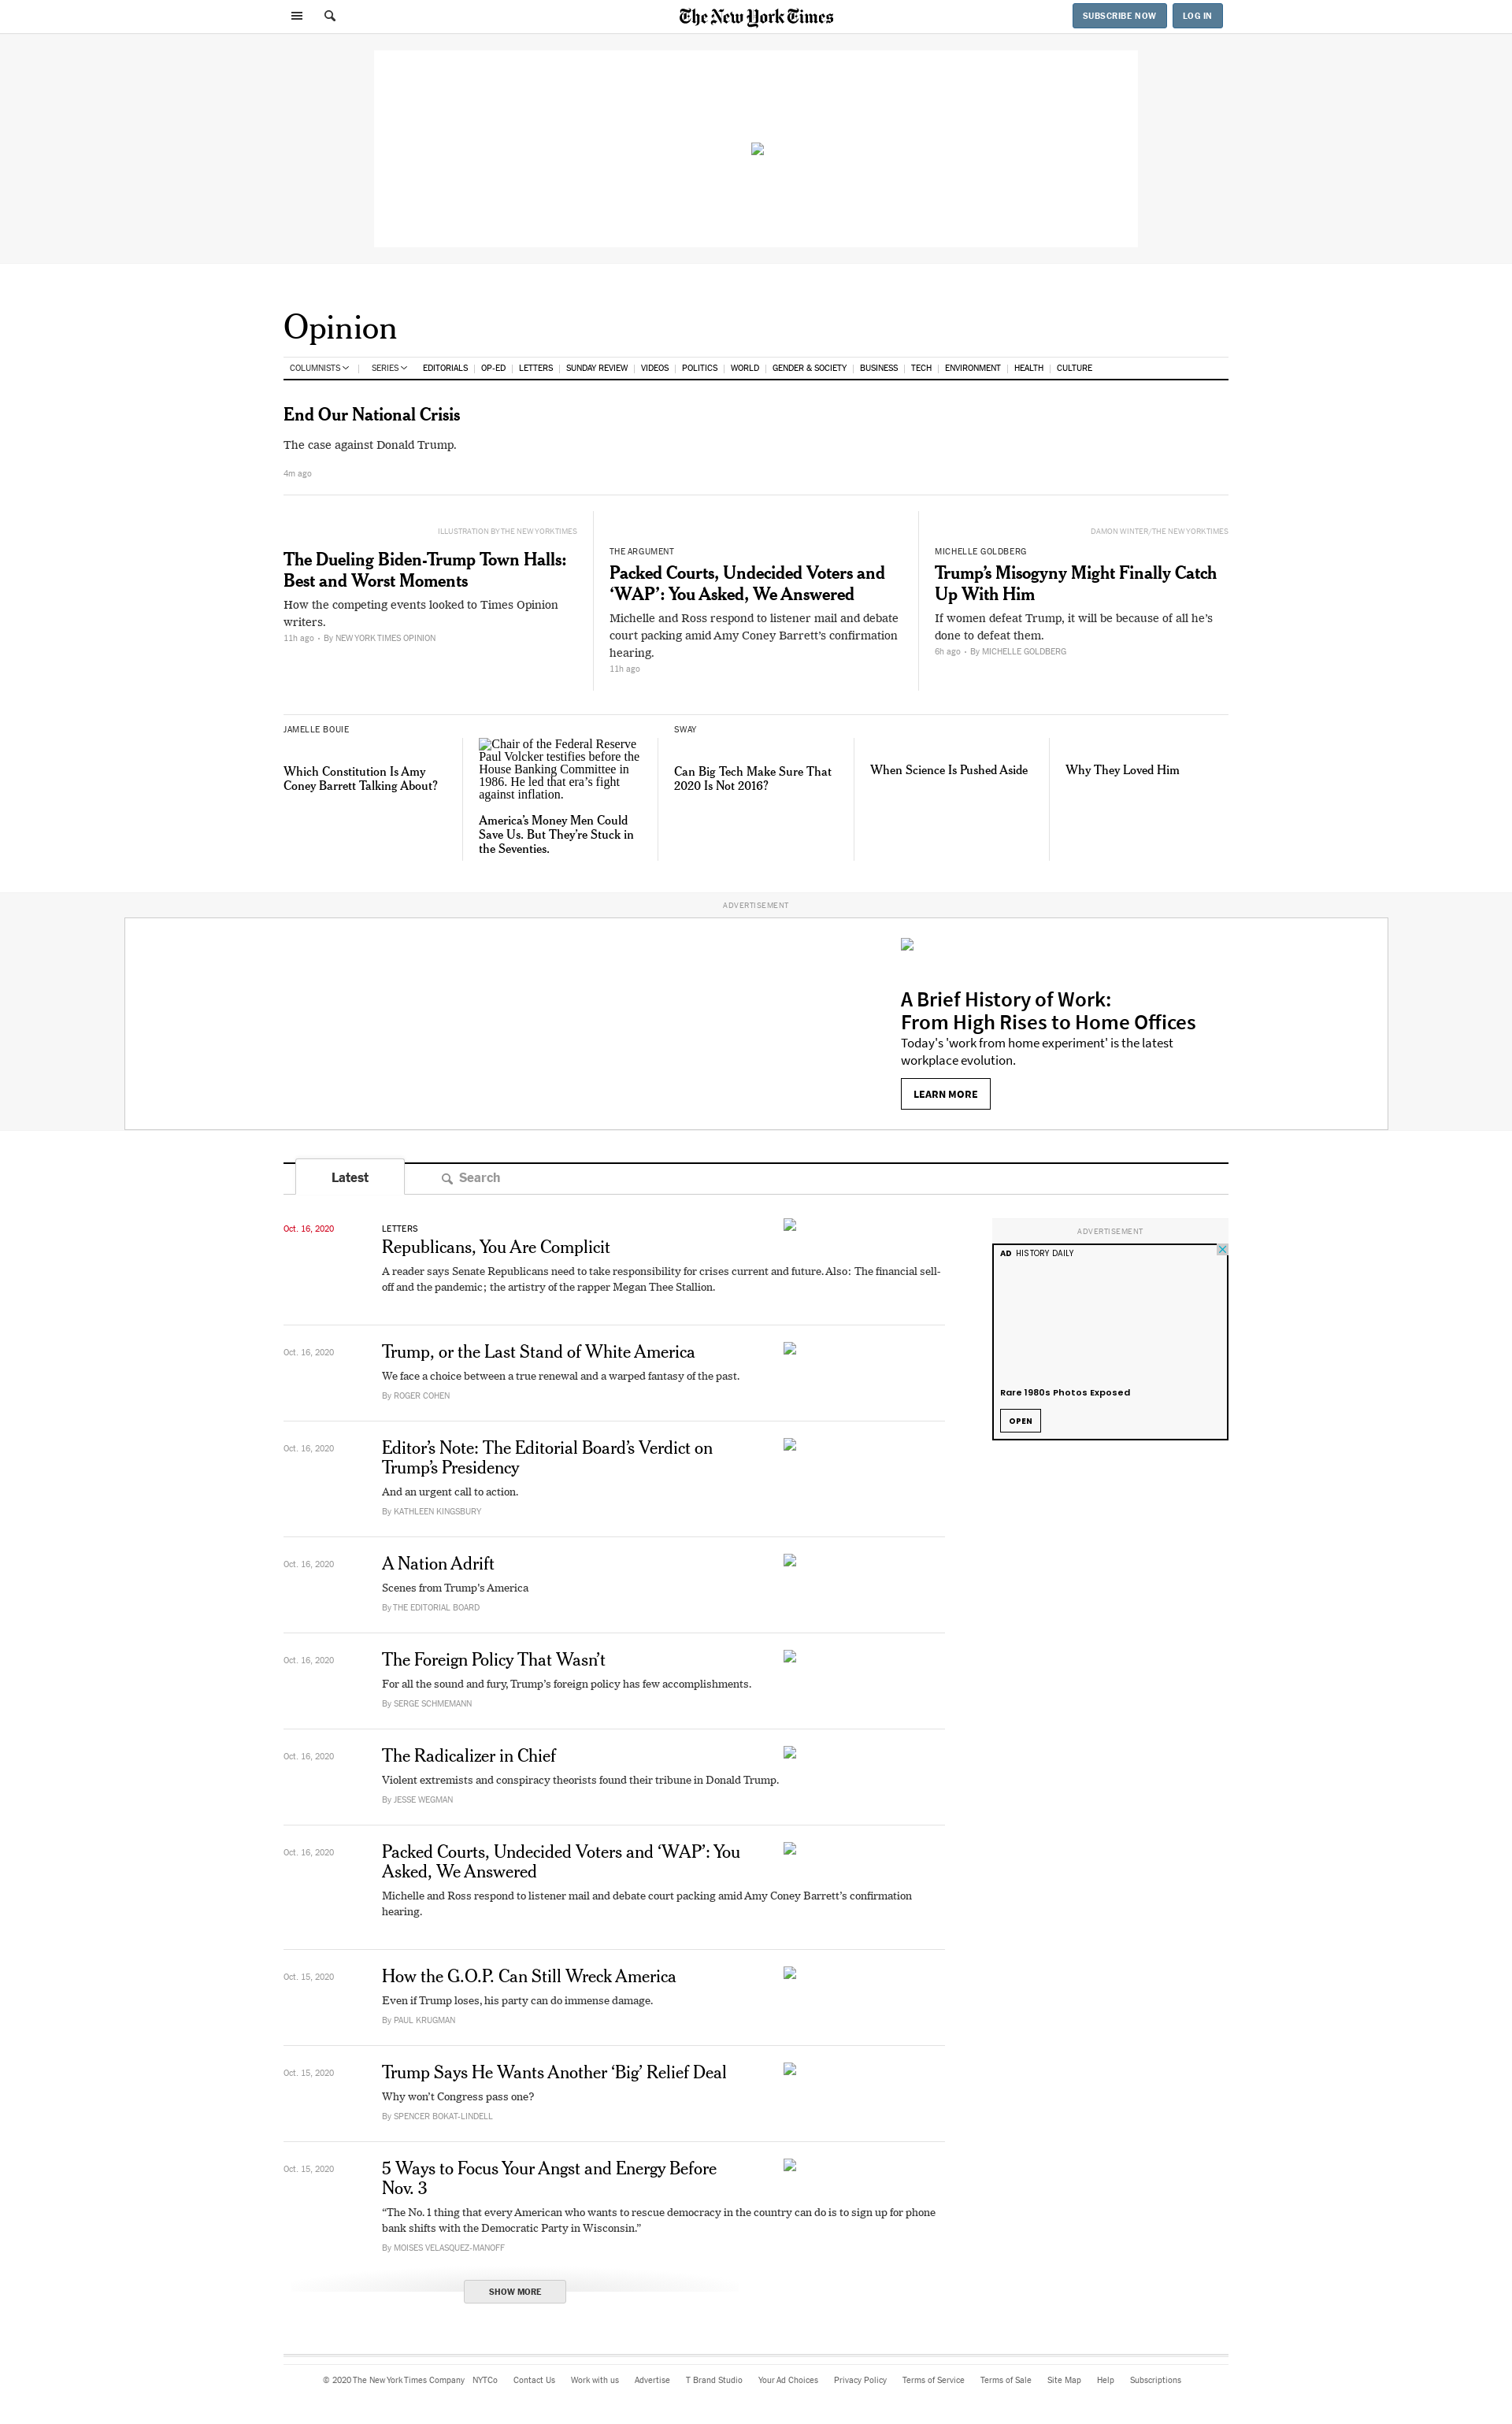 The New York Times
SUBSCRIBE NOW
LOG IN
Opinion
COLUMNISTS
SERIES
EDITORIALS
OP-ED
LETTERS
SUNDAY REVIEW
VIDEOS
POLITICS
WORLD
GENDER & SOCIETY
BUSINESS
TECH
ENVIRONMENT
HEALTH
CULTURE
End Our National Crisis
The case against Donald Trump.
4m ago
ILLUSTRATION BY THE NEW YORK TIMES
The Dueling Biden-Trump Town Halls:
Best and Worst Moments
How the competing events looked to Times Opinion
writers.
11h ago • By NEW YORK TIMES OPINION
THE ARGUMENT
Packed Courts, Undecided Voters and
‘WAP’: You Asked, We Answered
Michelle and Ross respond to listener mail and debate
court packing amid Amy Coney Barrett’s confirmation
hearing.
11h ago
DAMON WINTER/THE NEW YORK TIMES
MICHELLE GOLDBERG
Trump’s Misogyny Might Finally Catch
Up With Him
If women defeat Trump, it will be because of all he’s
done to defeat them.
6h ago • By MICHELLE GOLDBERG
JAMELLE BOUIE
Which Constitution Is Amy
Coney Barrett Talking About?
Chair of the Federal Reserve
Paul Volcker testifies before the
House Banking Committee in
1986. He led that era’s fight
against inflation.
America’s Money Men Could
Save Us. But They’re Stuck in
the Seventies.
SWAY
Can Big Tech Make Sure That
2020 Is Not 2016?
When Science Is Pushed Aside
Why They Loved Him
ADVERTISEMENT
A Brief History of Work:
From High Rises to Home Offices
Today's 'work from home experiment' is the latest
workplace evolution.
LEARN MORE
Latest
Search
Oct. 16, 2020
LETTERS
Republicans, You Are Complicit
A reader says Senate Republicans need to take responsibility for crises current and future. Also: The financial sell-
off and the pandemic; the artistry of the rapper Megan Thee Stallion.
ADVERTISEMENT
AD HISTORY DAILY
Rare 1980s Photos Exposed
OPEN
Oct. 16, 2020
Trump, or the Last Stand of White America
We face a choice between a true renewal and a warped fantasy of the past.
By ROGER COHEN
Oct. 16, 2020
Editor’s Note: The Editorial Board’s Verdict on
Trump’s Presidency
And an urgent call to action.
By KATHLEEN KINGSBURY
Oct. 16, 2020
A Nation Adrift
Scenes from Trump’s America
By THE EDITORIAL BOARD
Oct. 16, 2020
The Foreign Policy That Wasn’t
For all the sound and fury, Trump’s foreign policy has few accomplishments.
By SERGE SCHMEMANN
Oct. 16, 2020
The Radicalizer in Chief
Violent extremists and conspiracy theorists found their tribune in Donald Trump.
By JESSE WEGMAN
Oct. 16, 2020
Packed Courts, Undecided Voters and ‘WAP’: You
Asked, We Answered
Michelle and Ross respond to listener mail and debate court packing amid Amy Coney Barrett’s confirmation
hearing.
Oct. 15, 2020
How the G.O.P. Can Still Wreck America
Even if Trump loses, his party can do immense damage.
By PAUL KRUGMAN
Oct. 15, 2020
Trump Says He Wants Another ‘Big’ Relief Deal
Why won’t Congress pass one?
By SPENCER BOKAT-LINDELL
Oct. 15, 2020
5 Ways to Focus Your Angst and Energy Before
Nov. 3
“The No. 1 thing that every American who wants to rescue democracy in the country can do is to sign up for phone
bank shifts with the Democratic Party in Wisconsin.”
By MOISES VELASQUEZ-MANOFF
SHOW MORE
© 2020 The New York Times Company NYTCo Contact Us Work with us Advertise T Brand Studio Your Ad Choices Privacy Policy Terms of Service Terms of Sale Site Map Help Subscriptions